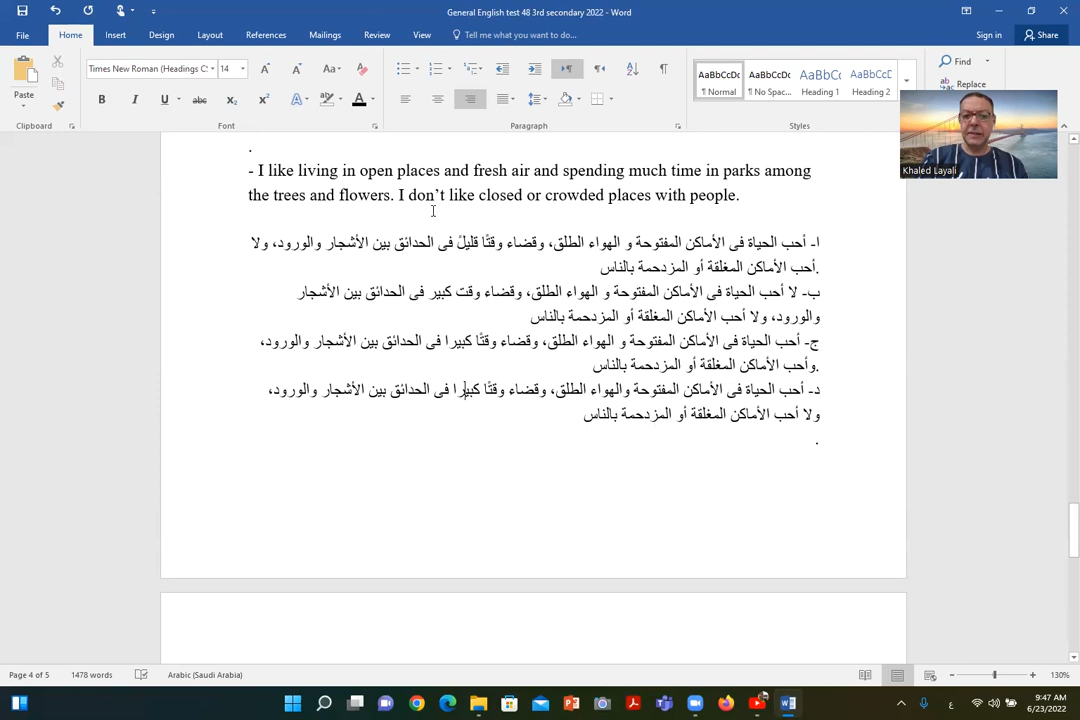 General English test 48 3rd secondary 2022 - Word
File Home Insert Design Layout References Mailings Review View Tell me what you want to do... Sign in Share
Paste
Times New Roman (Headings C 14
AaBbCcDc AaBbCcDc AaBbCc AaBbCcD
¶ Normal ¶ No Spac... Heading 1 Heading 2
Find
Replace
Clipboard Font Paragraph Styles
Khaled Layali
.
- I like living in open places and fresh air and spending much time in parks among
the trees and flowers. I don't like closed or crowded places with people.
ا- أحب الحياة فى الأماكن المفتوحة و الهواء الطلق، وقضاء وقتًا قليلً فى الحدائق بين الأشجار والورود، ولا
.أحب الأماكن المغلقة أو المزدحمة بالناس
ب- لا أحب الحياة فى الأماكن المفتوحة و الهواء الطلق، وقضاء وقت كبير فى الحدائق بين الأشجار
والورود، ولا أحب الأماكن المغلقة أو المزدحمة بالناس
ج- أحب الحياة فى الأماكن المفتوحة و الهواء الطلق، وقضاء وقتًا كبيرا فى الحدائق بين الأشجار والورود،
.وأحب الأماكن المغلقة أو المزدحمة بالناس
د- أحب الحياة فى الأماكن المفتوحة والهواء الطلق، وقضاء وقتًا كبيرا فى الحدائق بين الأشجار والورود،
ولا أحب الأماكن المغلقة أو المزدحمة بالناس
.
Page 4 of 5 1478 words Arabic (Saudi Arabia) 130%
ع 9:47 AM
6/23/2022